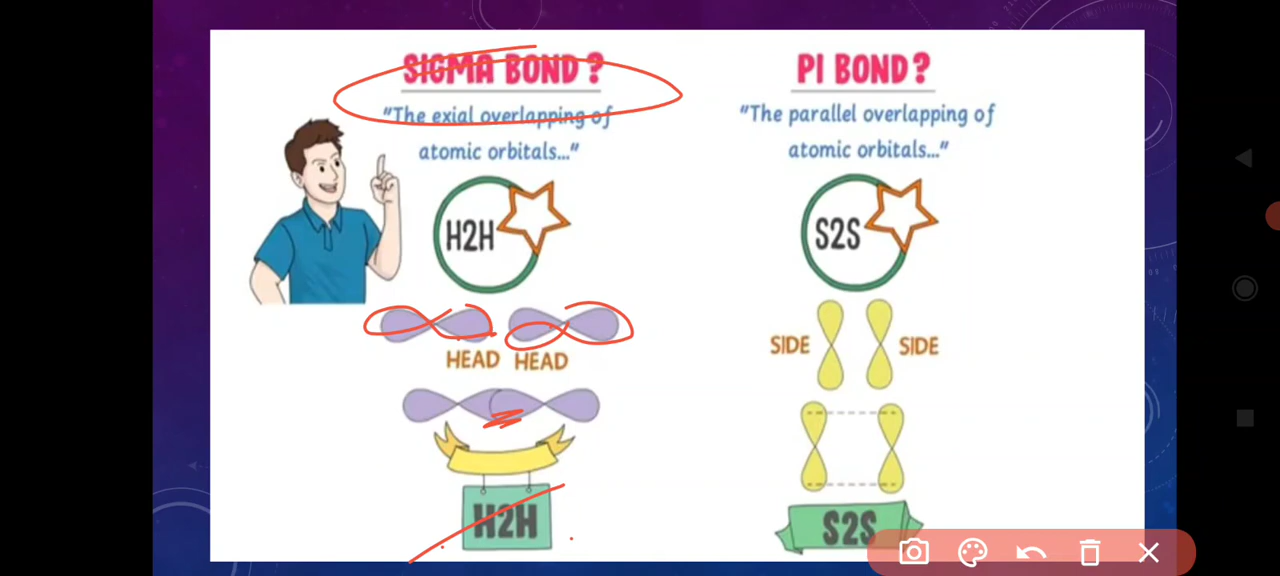 SIGMA BOND?
"The exial overlapping of
atomic orbitals..."
H2H
HEAD HEAD
H2H
PI BOND?
"The parallel overlapping of
atomic orbitals..."
S2S
SIDE SIDE
S2S